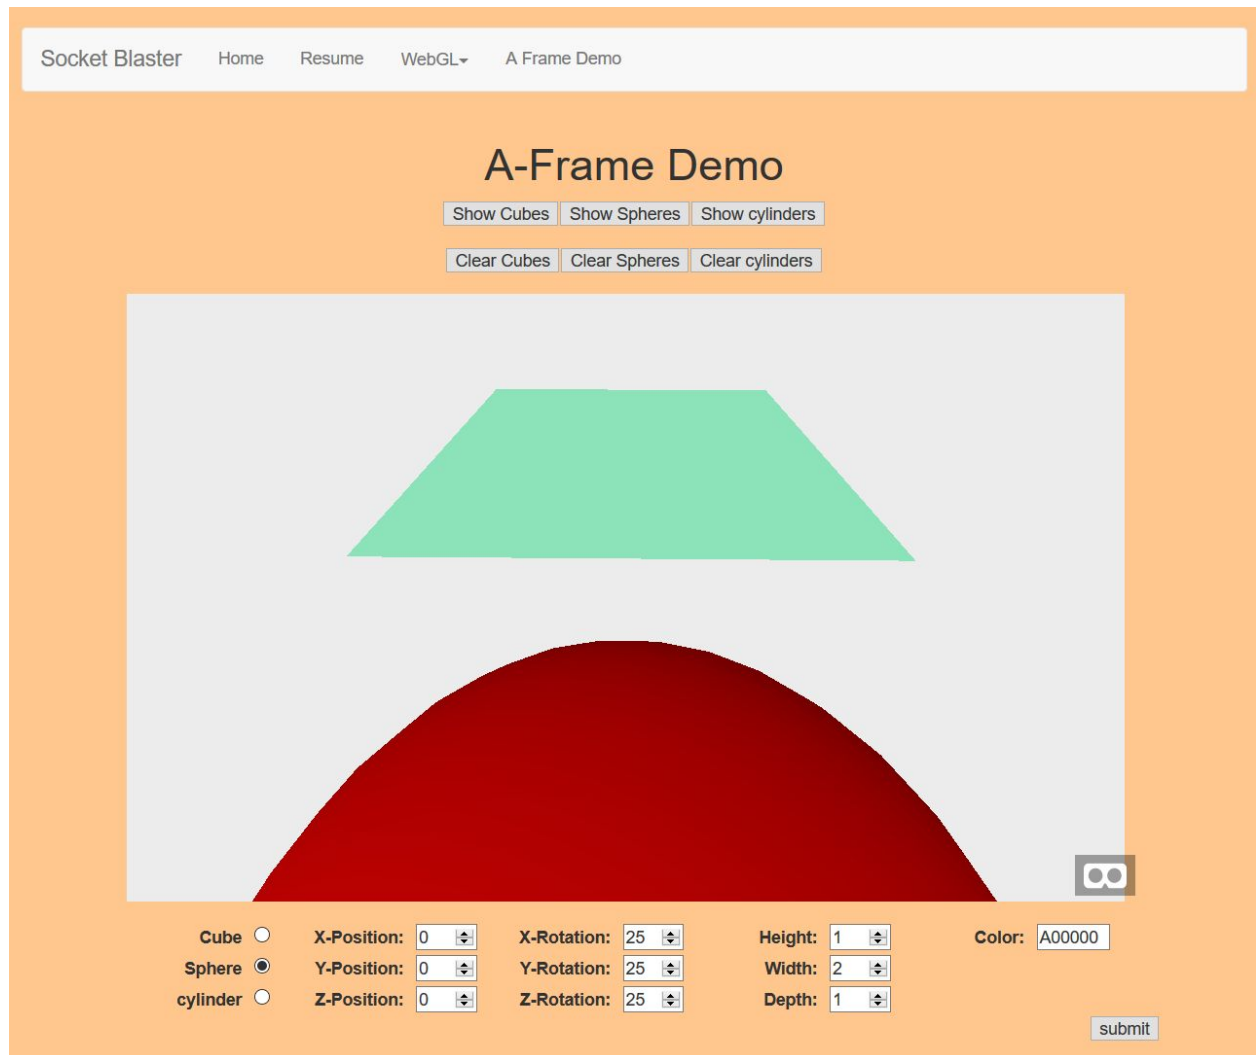 Socket Blaster Home Resume WebGL A Frame Demo
A-Frame Demo
Show Cubes Show Spheres Show cylinders
Clear Cubes Clear Spheres Clear cylinders
Cube X-Position: 0 X-Rotation: 25 Height: 1 Color: A00000
Sphere Y-Position: 0 Y-Rotation: 25 Width: 2
cylinder Z-Position: 0 Z-Rotation: 25 Depth: 1
submit